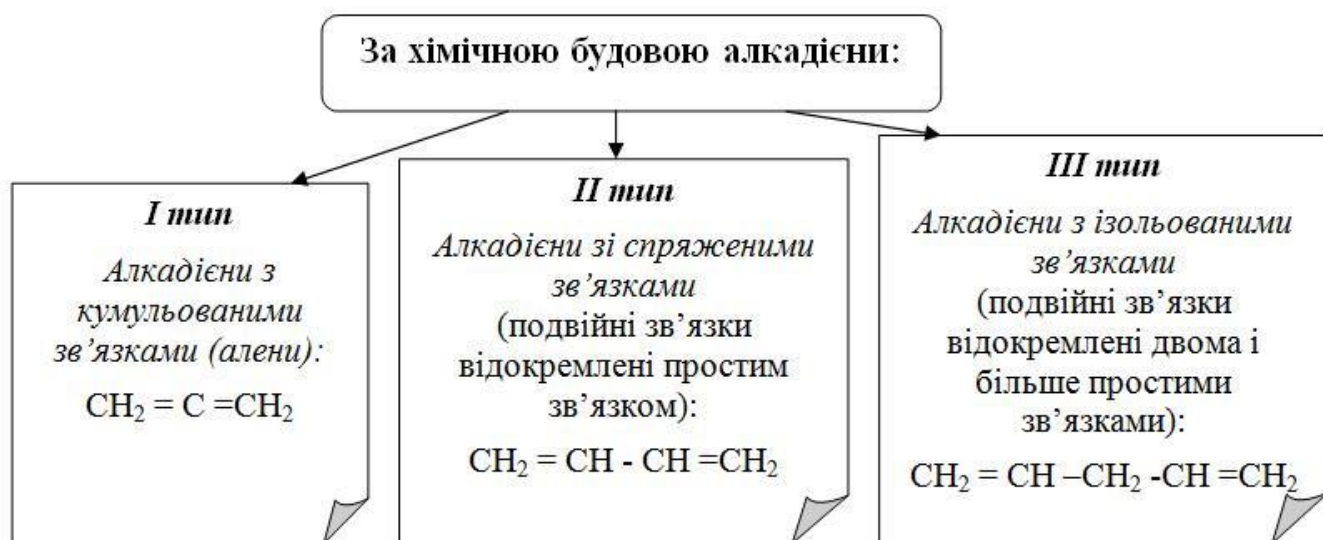 За хімічною будовою алкадієни:
I тип
Алкадієни з
кумульованими
зв’язками (алени):
CH₂ = C =CH₂
II тип
Алкадієни зі спряженими
зв’язками
(подвійні зв’язки
відокремлені простим
зв’язком):
CH₂ = CH - CH =CH₂
III тип
Алкадієни з ізольованими
зв’язками
(подвійні зв’язки
відокремлені двома і
більше простими
зв’язками):
CH₂ = CH –CH₂ -CH =CH₂